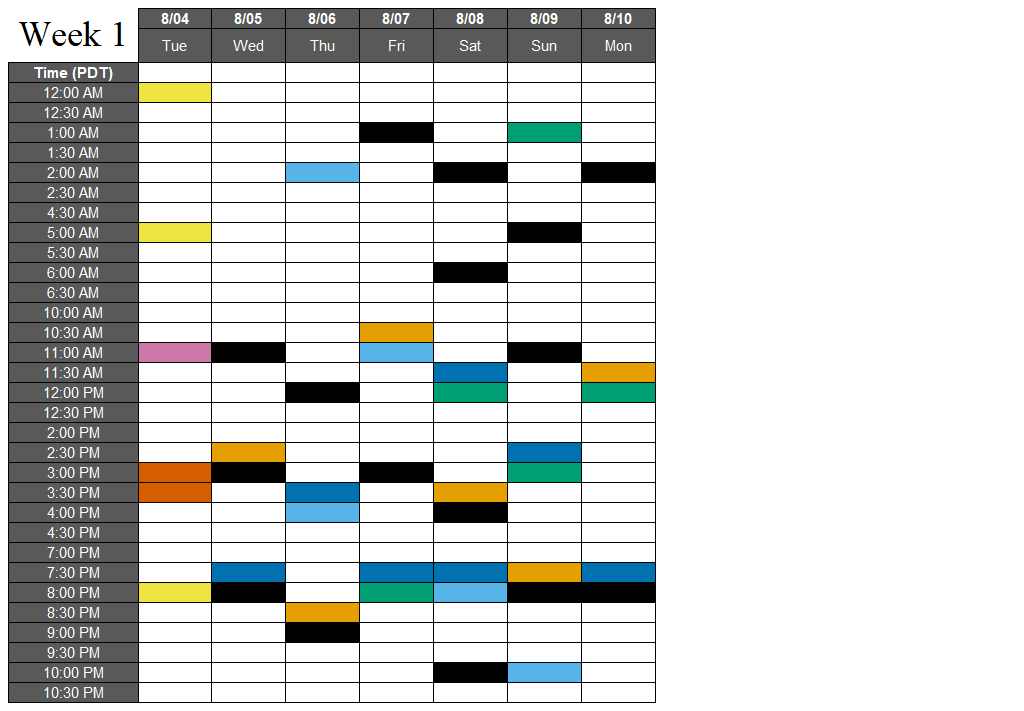 Week 1
8/04 8/05 8/06 8/07 8/08 8/09 8/10
Tue Wed Thu Fri Sat Sun Mon
Time (PDT)
12:00 AM
12:30 AM
1:00 AM
1:30 AM
2:00 AM
2:30 AM
4:30 AM
5:00 AM
5:30 AM
6:00 AM
6:30 AM
10:00 AM
10:30 AM
11:00 AM
11:30 AM
12:00 PM
12:30 PM
2:00 PM
2:30 PM
3:00 PM
3:30 PM
4:00 PM
4:30 PM
7:00 PM
7:30 PM
8:00 PM
8:30 PM
9:00 PM
9:30 PM
10:00 PM
10:30 PM